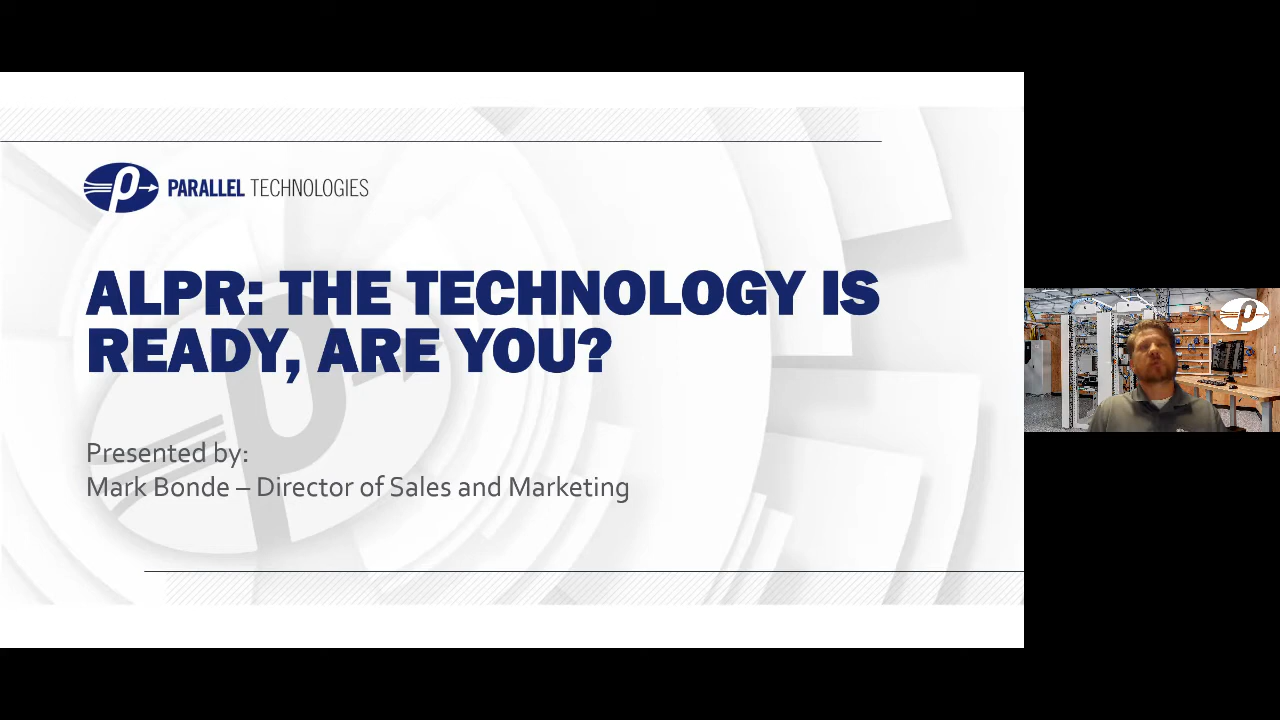 PARALLEL TECHNOLOGIES
ALPR: THE TECHNOLOGY IS
READY, ARE YOU?
Presented by:
Mark Bonde – Director of Sales and Marketing